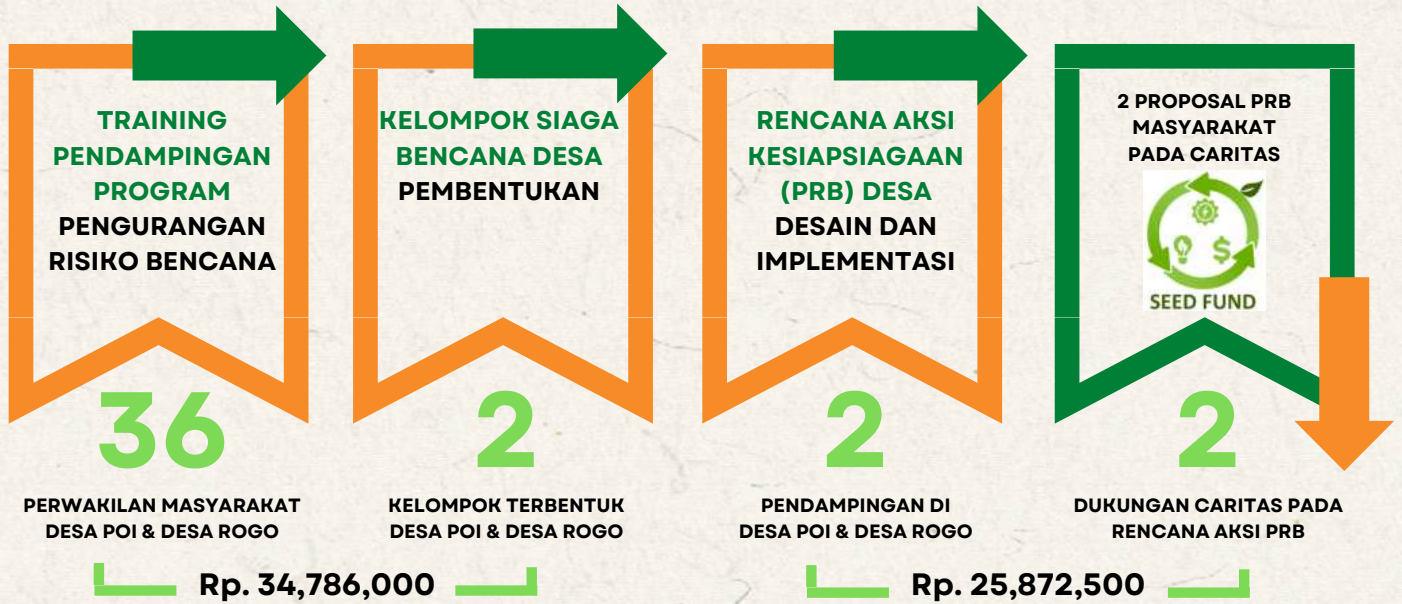 TRAINING
PENDAMPINGAN
PROGRAM
PENGURANGAN
RISIKO BENCANA
36
PERWAKILAN MASYARAKAT
DESA POI & DESA ROGO
KELOMPOK SIAGA
BENCANA DESA
PEMBENTUKAN
2
KELOMPOK TERBENTUK
DESA POI & DESA ROGO
Rp. 34,786,000
RENCANA AKSI
KESIAPSIAGAAN
(PRB) DESA
DESAIN DAN
IMPLEMENTASI
2
PENDAMPINGAN DI
DESA POI & DESA ROGO
2 PROPOSAL PRB
MASYARAKAT
PADA CARITAS
$
SEED FUND
2
DUKUNGAN CARITAS PADA
RENCANA AKSI PRB
Rp. 25,872,500